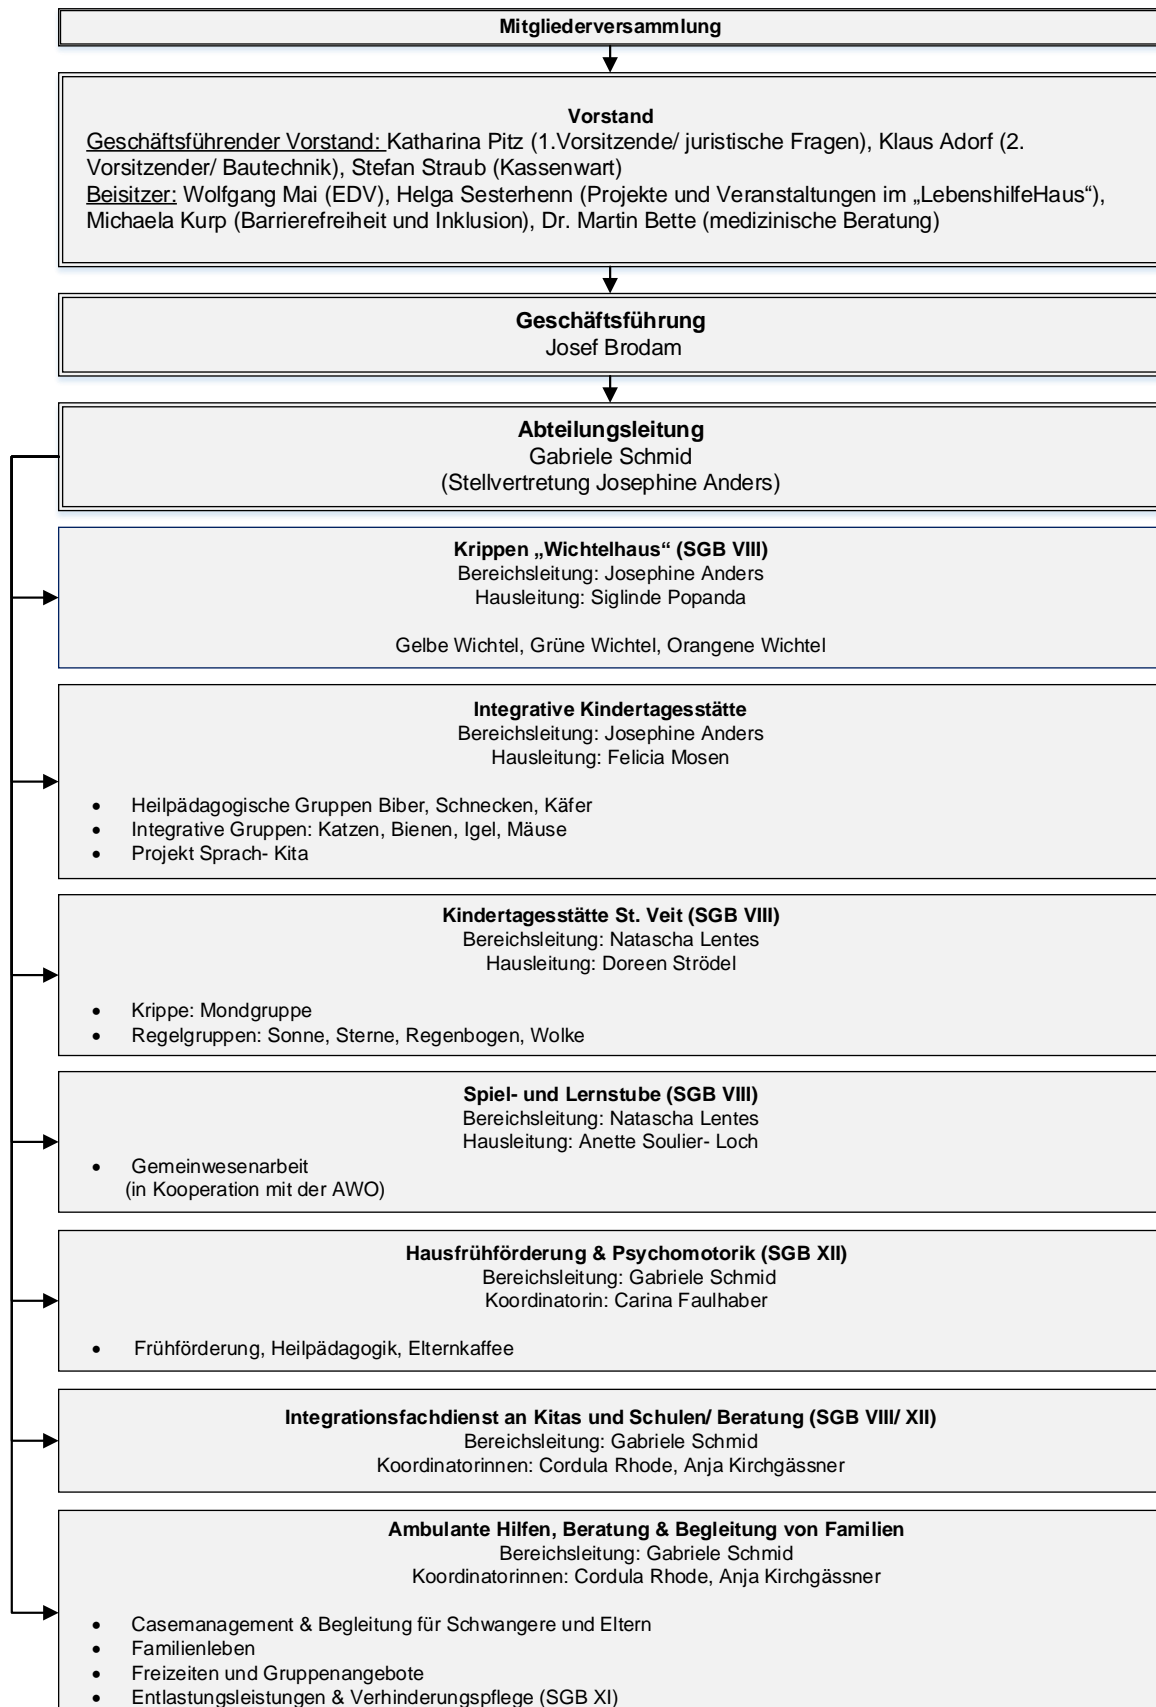 Mitgliederversammlung
Vorstand
Geschäftsführender Vorstand: Katharina Pitz (1.Vorsitzende/ juristische Fragen), Klaus Adorf (2.
Vorsitzender/ Bautechnik), Stefan Straub (Kassenwart)
Beisitzer: Wolfgang Mai (EDV), Helga Sesterhenn (Projekte und Veranstaltungen im „LebenshilfeHaus“),
Michaela Kurp (Barrierefreiheit und Inklusion), Dr. Martin Bette (medizinische Beratung)
Geschäftsführung
Josef Brodam
Abteilungsleitung
Gabriele Schmid
(Stellvertretung Josephine Anders)
Krippen „Wichtelhaus“ (SGB VIII)
Bereichsleitung: Josephine Anders
Hausleitung: Siglinde Popanda
Gelbe Wichtel, Grüne Wichtel, Orangene Wichtel
Integrative Kindertagesstätte
Bereichsleitung: Josephine Anders
Hausleitung: Felicia Mosen
• Heilpädagogische Gruppen Biber, Schnecken, Käfer
• Integrative Gruppen: Katzen, Bienen, Igel, Mäuse
• Projekt Sprach- Kita
Kindertagesstätte St. Veit (SGB VIII)
Bereichsleitung: Natascha Lentes
Hausleitung: Doreen Strödel
• Krippe: Mondgruppe
• Regelgruppen: Sonne, Sterne, Regenbogen, Wolke
Spiel- und Lernstube (SGB VIII)
Bereichsleitung: Natascha Lentes
Hausleitung: Anette Soulier- Loch
• Gemeinwesenarbeit
(in Kooperation mit der AWO)
Hausfrühförderung & Psychomotorik (SGB XII)
Bereichsleitung: Gabriele Schmid
Koordinatorin: Carina Faulhaber
• Frühförderung, Heilpädagogik, Elternkaffee
Integrationsfachdienst an Kitas und Schulen/ Beratung (SGB VIII/ XII)
Bereichsleitung: Gabriele Schmid
Koordinatorinnen: Cordula Rhode, Anja Kirchgässner
Ambulante Hilfen, Beratung & Begleitung von Familien
Bereichsleitung: Gabriele Schmid
Koordinatorinnen: Cordula Rhode, Anja Kirchgässner
• Casemanagement & Begleitung für Schwangere und Eltern
• Familienleben
• Freizeiten und Gruppenangebote
• Entlastungsleistungen & Verhinderungspflege (SGB XI)